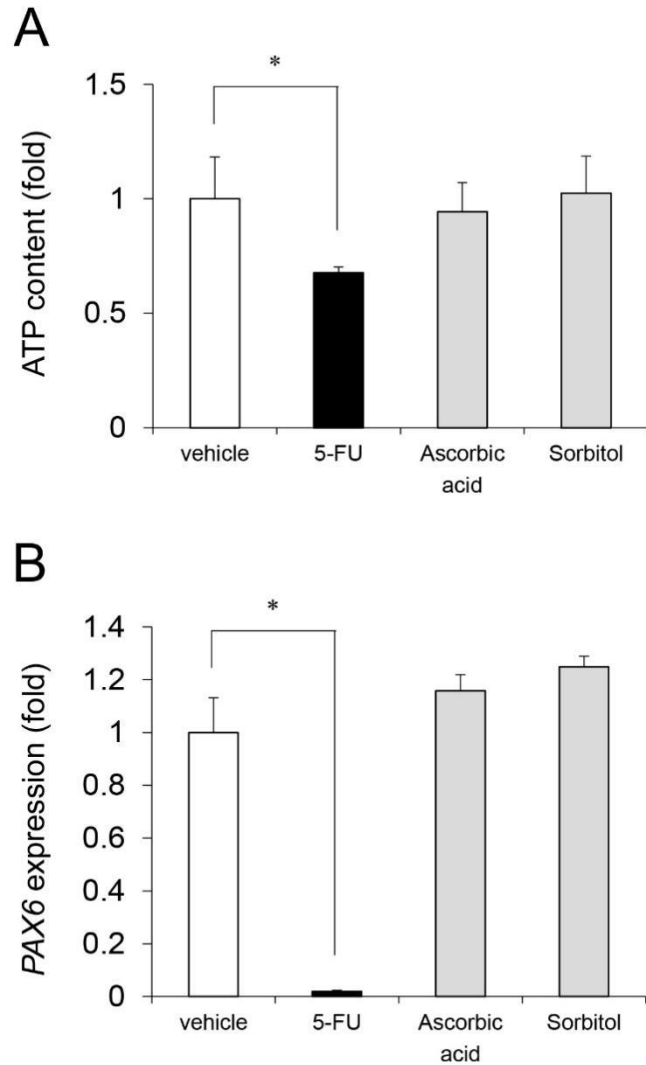 A
*
ATP content (fold)
1.5
1
0.5
0
vehicle
5-FU
Ascorbic
acid
Sorbitol
B
*
PAX6 expression (fold)
1.4
1.2
1
0.8
0.6
0.4
0.2
0
vehicle
5-FU
Ascorbic
acid
Sorbitol